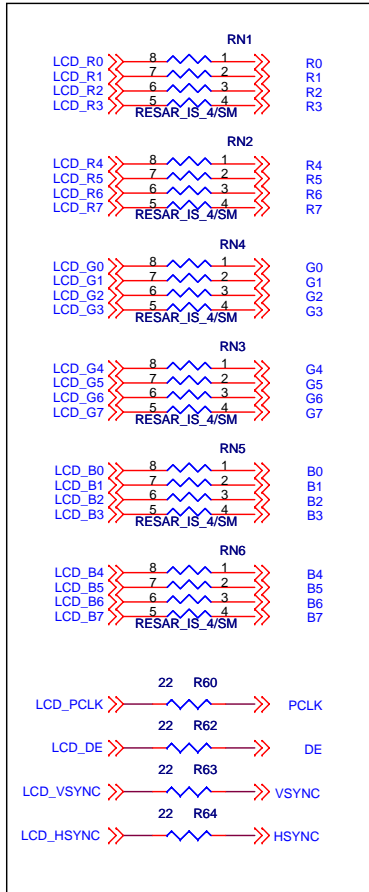 RN1
LCD_R0 8 1 R0
LCD_R1 7 2 R1
LCD_R2 6 3 R2
LCD_R3 5 4 R3
RESAR_IS_4/SM
RN2
LCD_R4 8 1 R4
LCD_R5 7 2 R5
LCD_R6 6 3 R6
LCD_R7 5 4 R7
RESAR_IS_4/SM
RN4
LCD_G0 8 1 G0
LCD_G1 7 2 G1
LCD_G2 6 3 G2
LCD_G3 5 4 G3
RESAR_IS_4/SM
RN3
LCD_G4 8 1 G4
LCD_G5 7 2 G5
LCD_G6 6 3 G6
LCD_G7 5 4 G7
RESAR_IS_4/SM
RN5
LCD_B0 8 1 B0
LCD_B1 7 2 B1
LCD_B2 6 3 B2
LCD_B3 5 4 B3
RESAR_IS_4/SM
RN6
LCD_B4 8 1 B4
LCD_B5 7 2 B5
LCD_B6 6 3 B6
LCD_B7 5 4 B7
RESAR_IS_4/SM
22 R60
LCD_PCLK PCLK
22 R62
LCD_DE DE
22 R63
LCD_VSYNC VSYNC
22 R64
LCD_HSYNC HSYNC